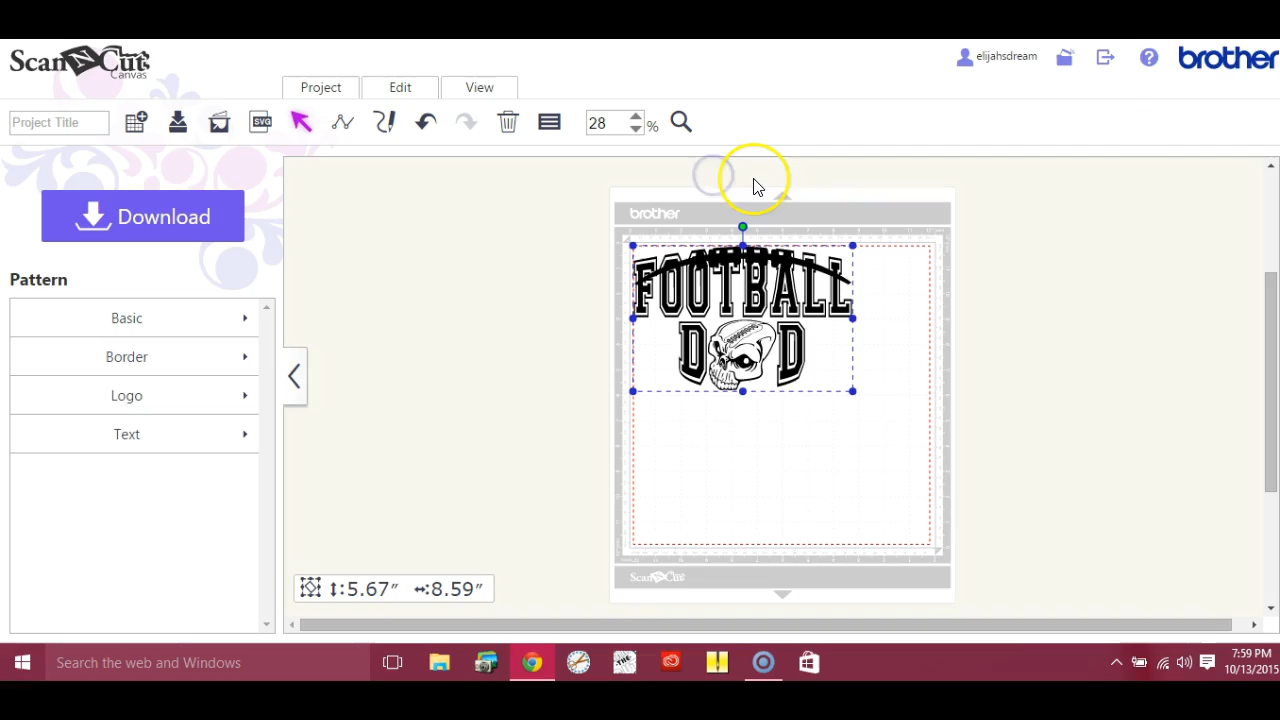 ScanNCut
Canvas
elijahsdream
brother
Project
Edit
View
Project Title
SVG
28
%
Download
Pattern
Basic
Border
Logo
Text
brother
FOOTBALL
D D
ScanNCut
5.67″ 8.59″
Search the web and Windows
7:59 PM
10/13/2015